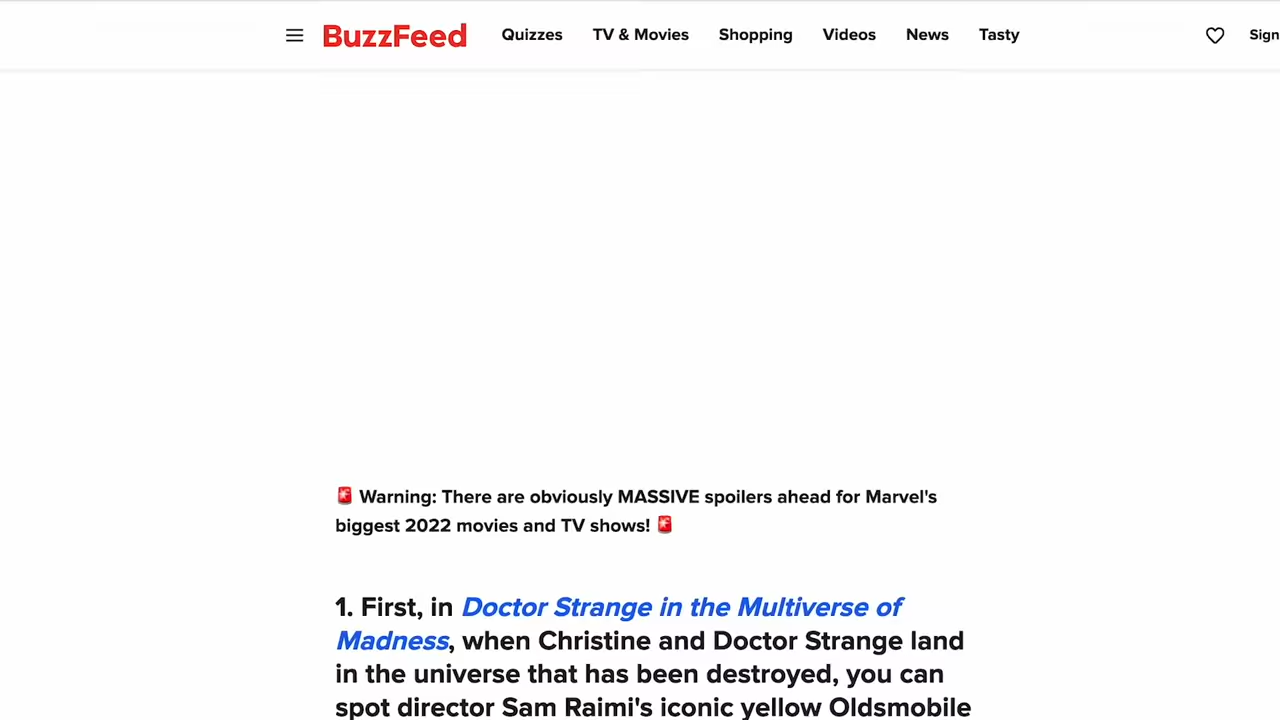 BuzzFeed Quizzes TV & Movies Shopping Videos News Tasty Sign
🚨 Warning: There are obviously MASSIVE spoilers ahead for Marvel's
biggest 2022 movies and TV shows! 🚨
1. First, in Doctor Strange in the Multiverse of
Madness, when Christine and Doctor Strange land
in the universe that has been destroyed, you can
spot director Sam Raimi's iconic yellow Oldsmobile